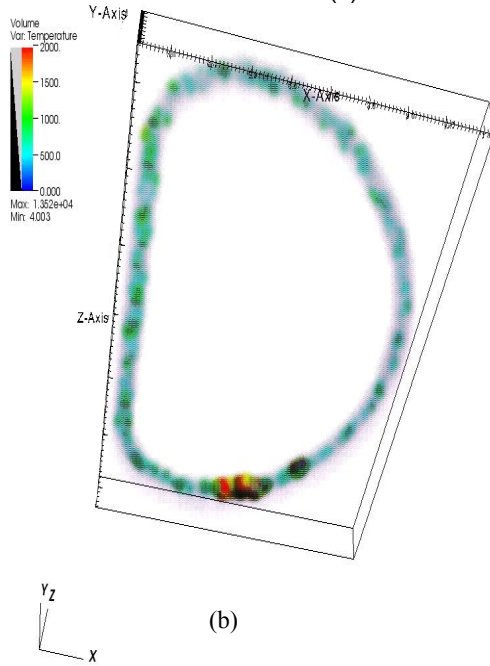 Y-Axis
Volume
Var: Temperature
2000.
1500.
1000.
500.0
0.000
Max: 1.352e+04
Min: 4.003
X-Axis
Z-Axis
Y Z
X
(b)